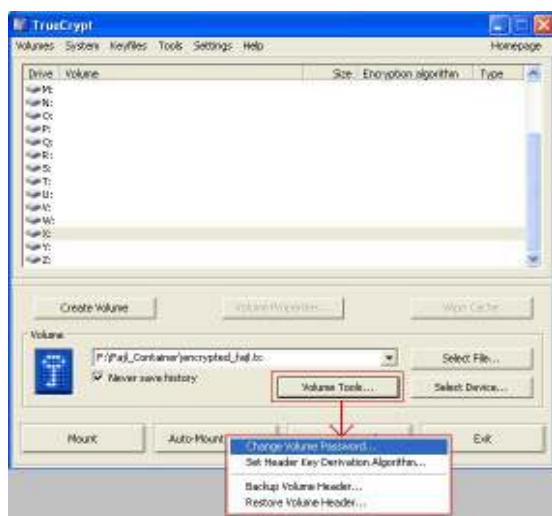 TrueCrypt
Volumes System Keyfiles Tools Settings Help Homepage
Drive Volume Size Encryption algorithm Type
M:
N:
O:
P:
Q:
R:
S:
T:
U:
V:
W:
X:
Y:
Z:
Create Volume Volume Properties... Wipe Cache
Volume
F:\Fajl_Container\encrypted_fajl.tc Select File...
Never save history Volume Tools... Select Device...
Mount Auto-Mount Exit
Change Volume Password...
Set Header Key Derivation Algorithm...
Backup Volume Header...
Restore Volume Header...